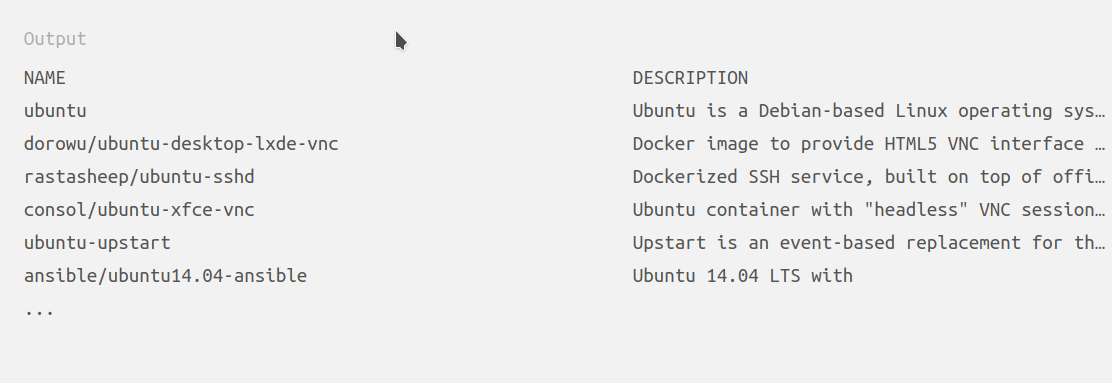 Output
NAME DESCRIPTION
ubuntu Ubuntu is a Debian-based Linux operating sys…
dorowu/ubuntu-desktop-lxde-vnc Docker image to provide HTML5 VNC interface …
rastasheep/ubuntu-sshd Dockerized SSH service, built on top of offi…
consol/ubuntu-xfce-vnc Ubuntu container with "headless" VNC session…
ubuntu-upstart Upstart is an event-based replacement for th…
ansible/ubuntu14.04-ansible Ubuntu 14.04 LTS with
...